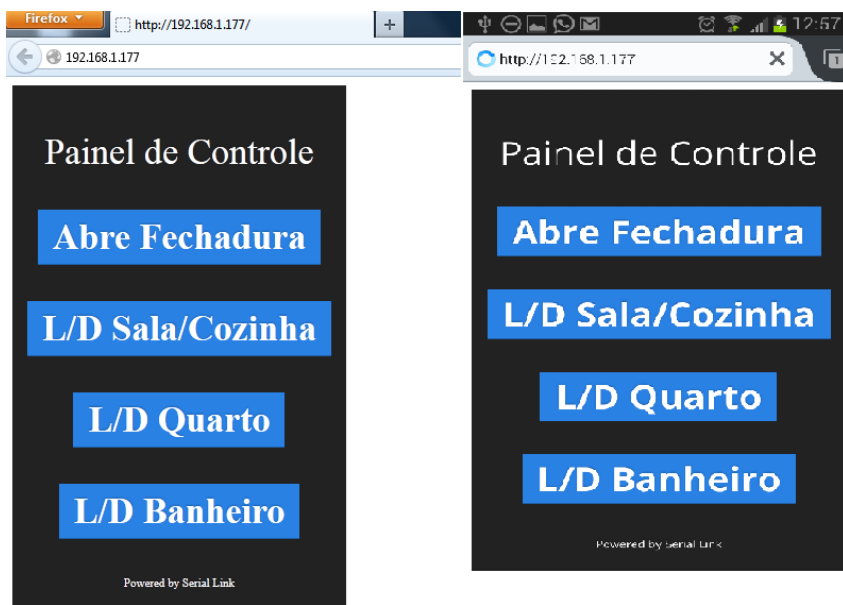 Firefox
http://192.168.1.177/
+
192.168.1.177
Painel de Controle
Abre Fechadura
L/D Sala/Cozinha
L/D Quarto
L/D Banheiro
Powered by Serial Link
12:57
http://192.168.1.177
1
Painel de Controle
Abre Fechadura
L/D Sala/Cozinha
L/D Quarto
L/D Banheiro
Powered by Serial Link